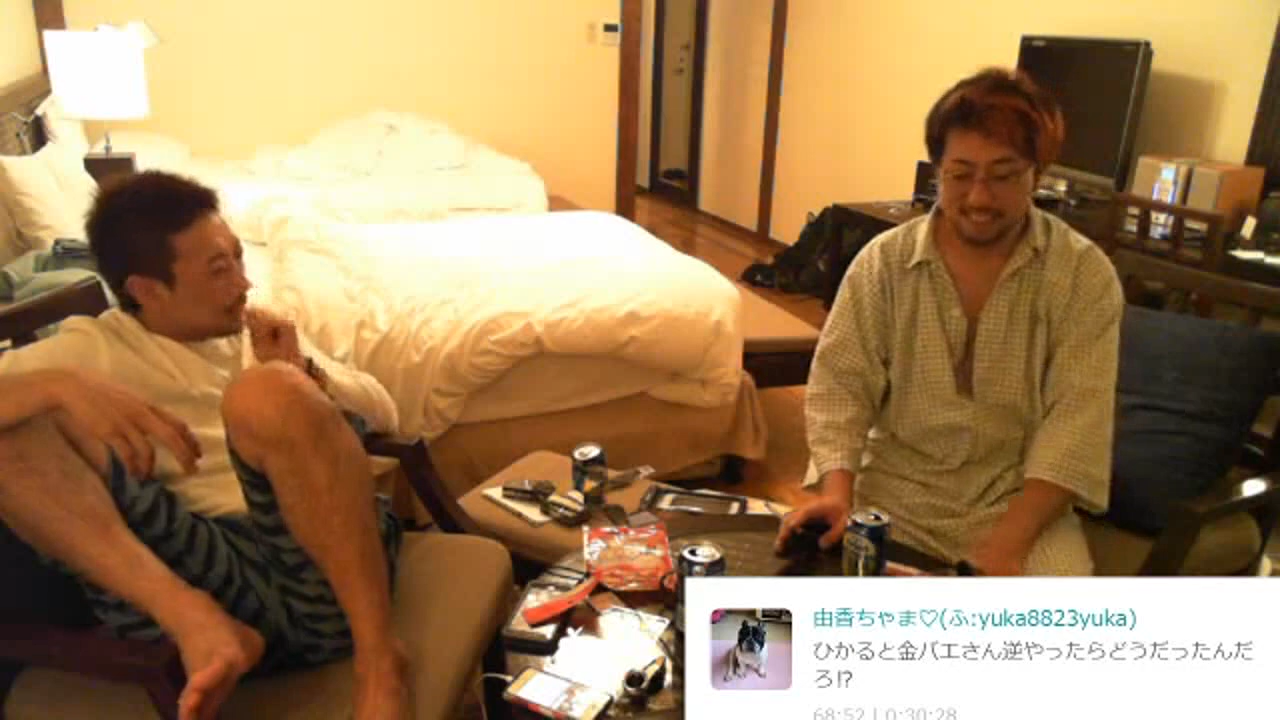 由香ちゃま♡(ふ:yuka8823yuka)
ひかると金バエさん逆やったらどうだったんだ
ろ!?
68:52 | 0:30:28